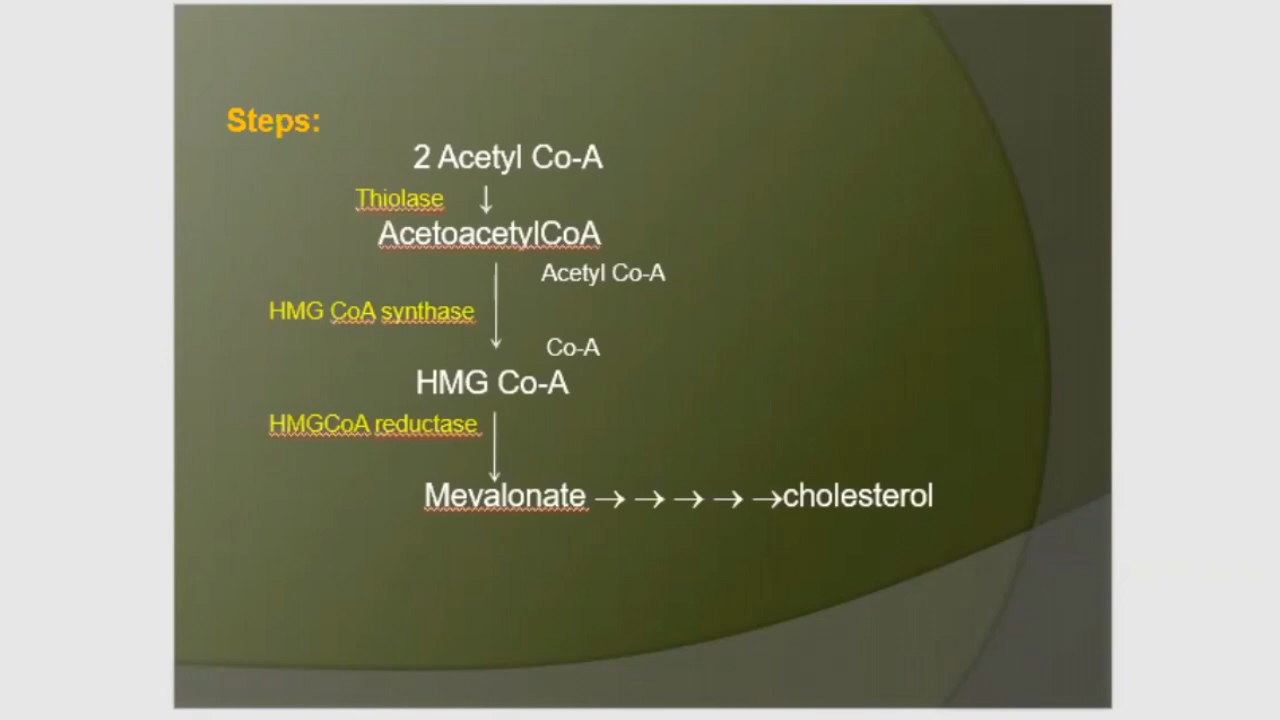 Steps:
2 Acetyl Co-A
Thiolase ↓
AcetoacetylCoA
Acetyl Co-A
HMG CoA synthase
Co-A
HMG Co-A
HMGCoA reductase
Mevalonate → → → → →cholesterol